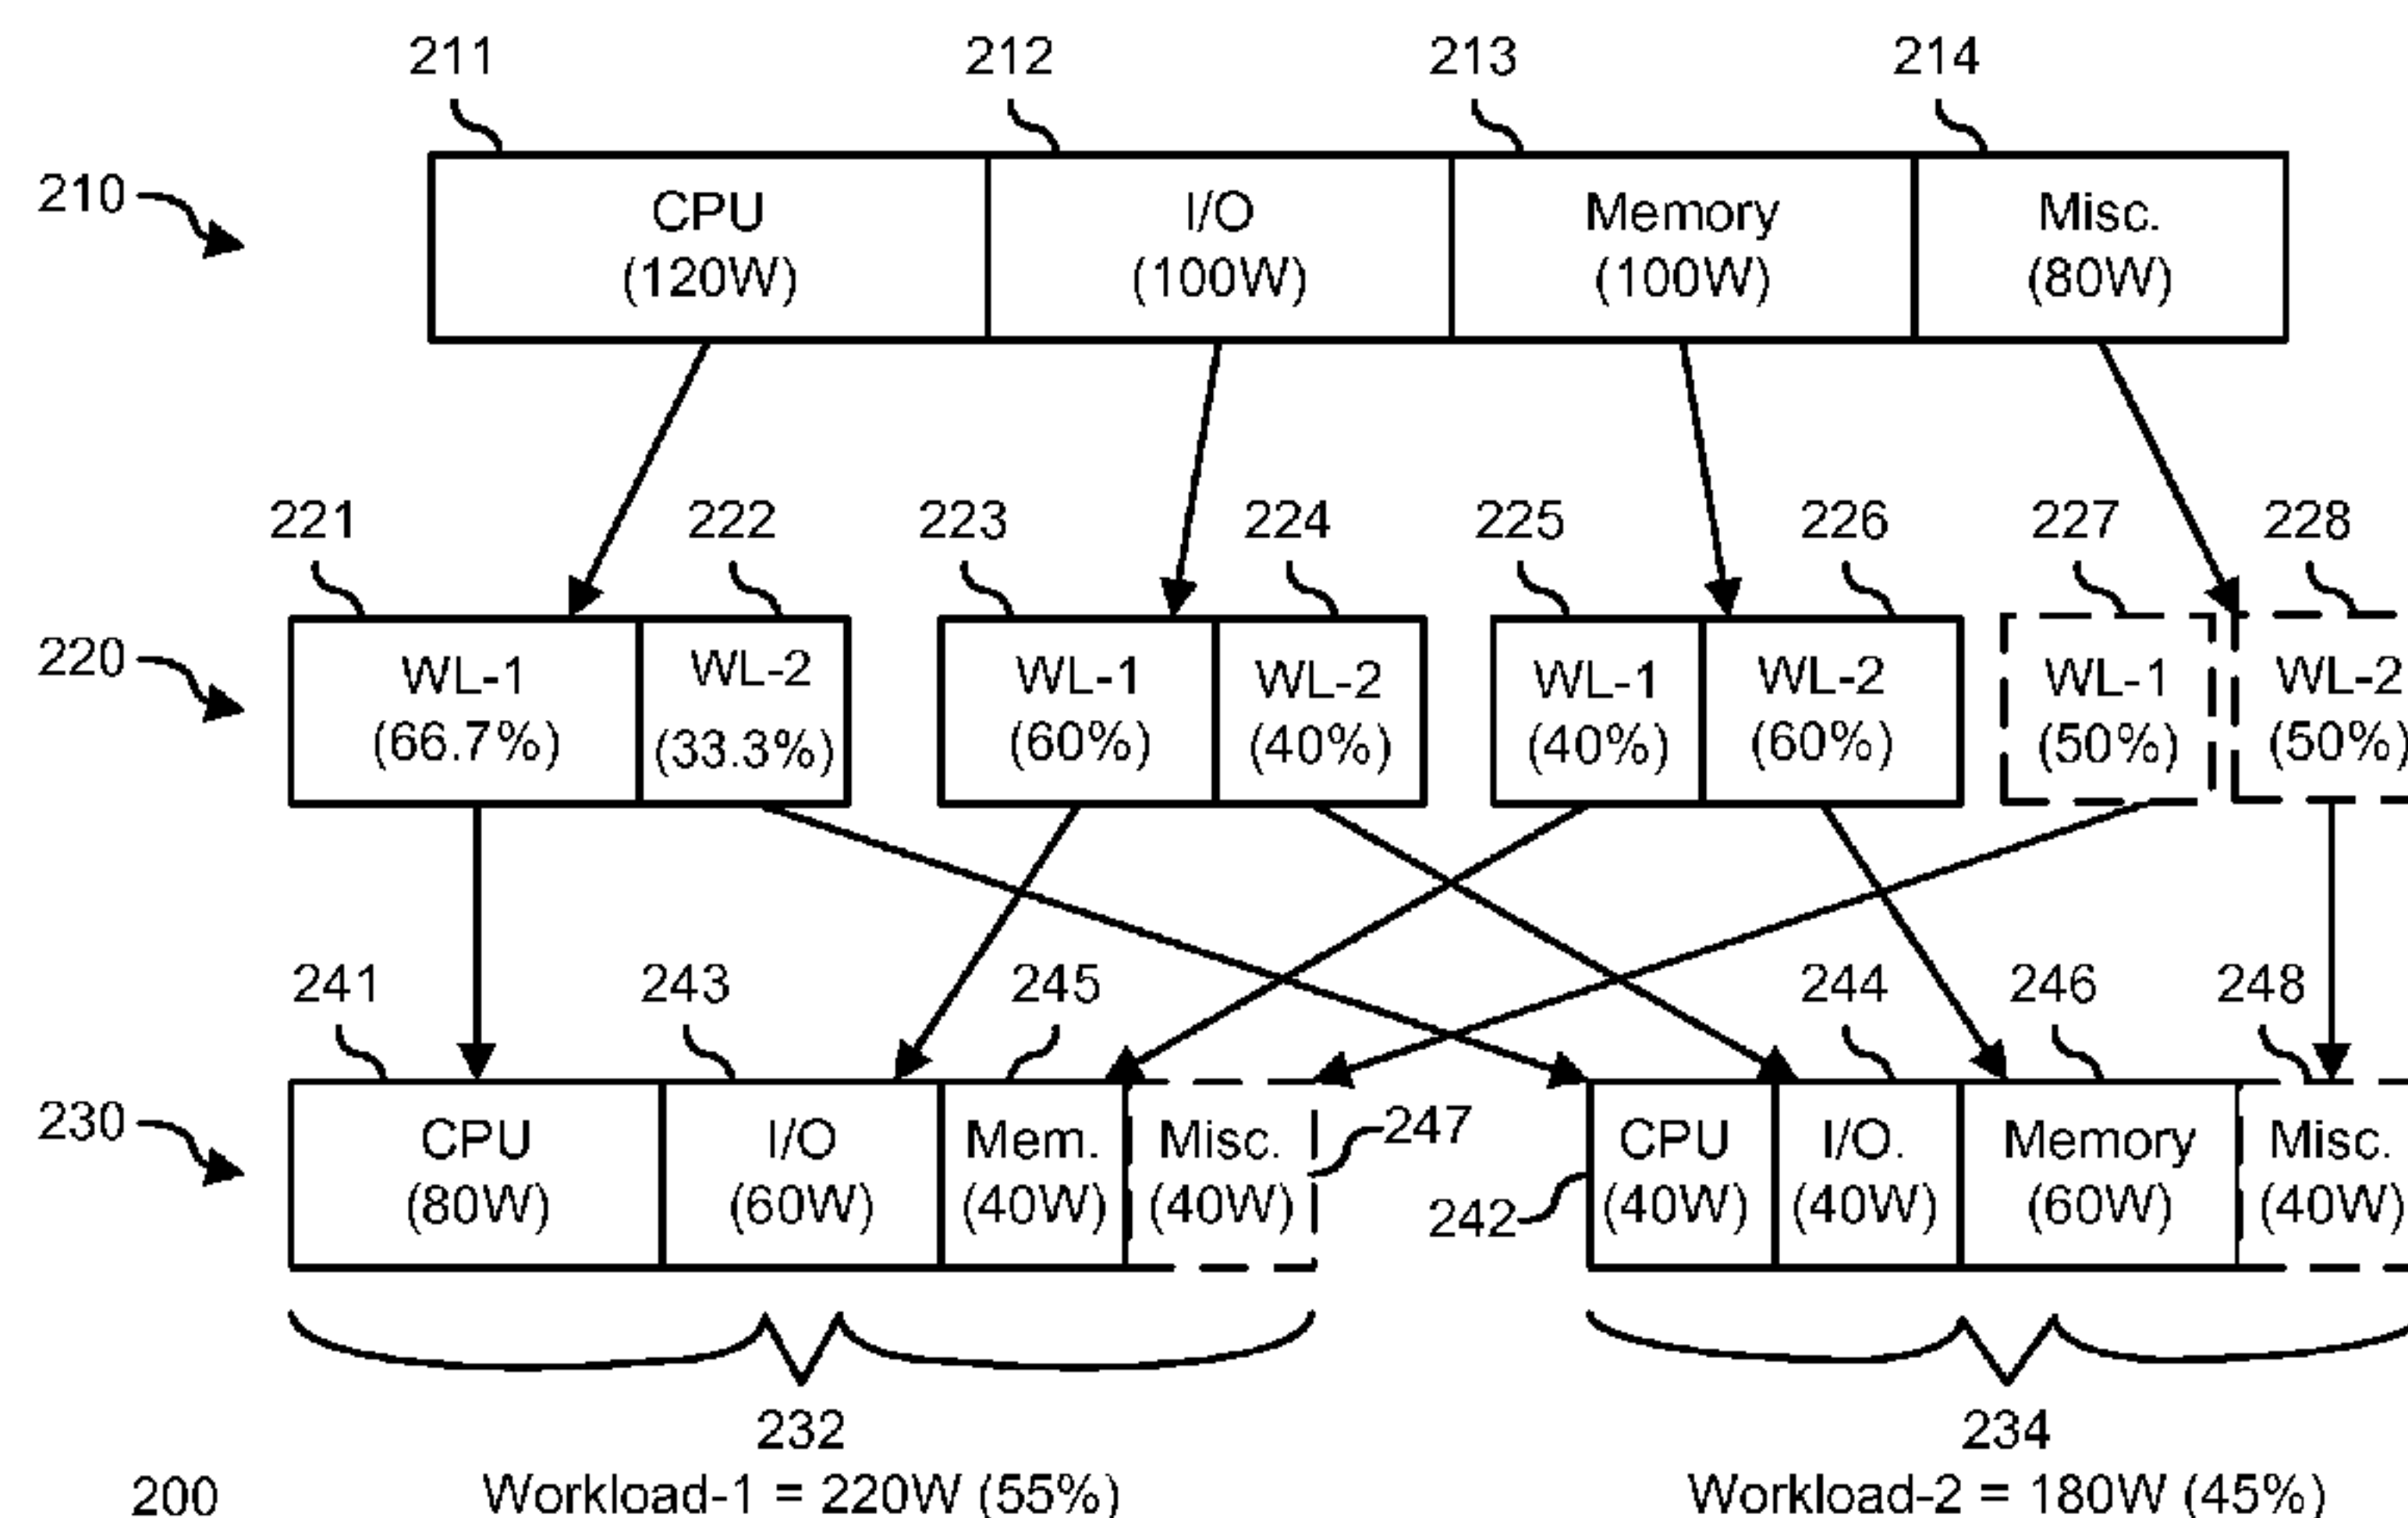 211 212 213 214
210
CPU I/O Memory Misc.
(120W) (100W) (100W) (80W)
221 222 223 224 225 226 227 228
220
WL-1 WL-2 WL-1 WL-2 WL-1 WL-2 WL-1 WL-2
(66.7%) (33.3%) (60%) (40%) (40%) (60%) (50%) (50%)
241 243 245 244 246 248
230
CPU I/O Mem. Misc. 247 CPU I/O. Memory Misc.
(80W) (60W) (40W) (40W) 242 (40W) (40W) (60W) (40W)
232 234
200 Workload-1 = 220W (55%) Workload-2 = 180W (45%)